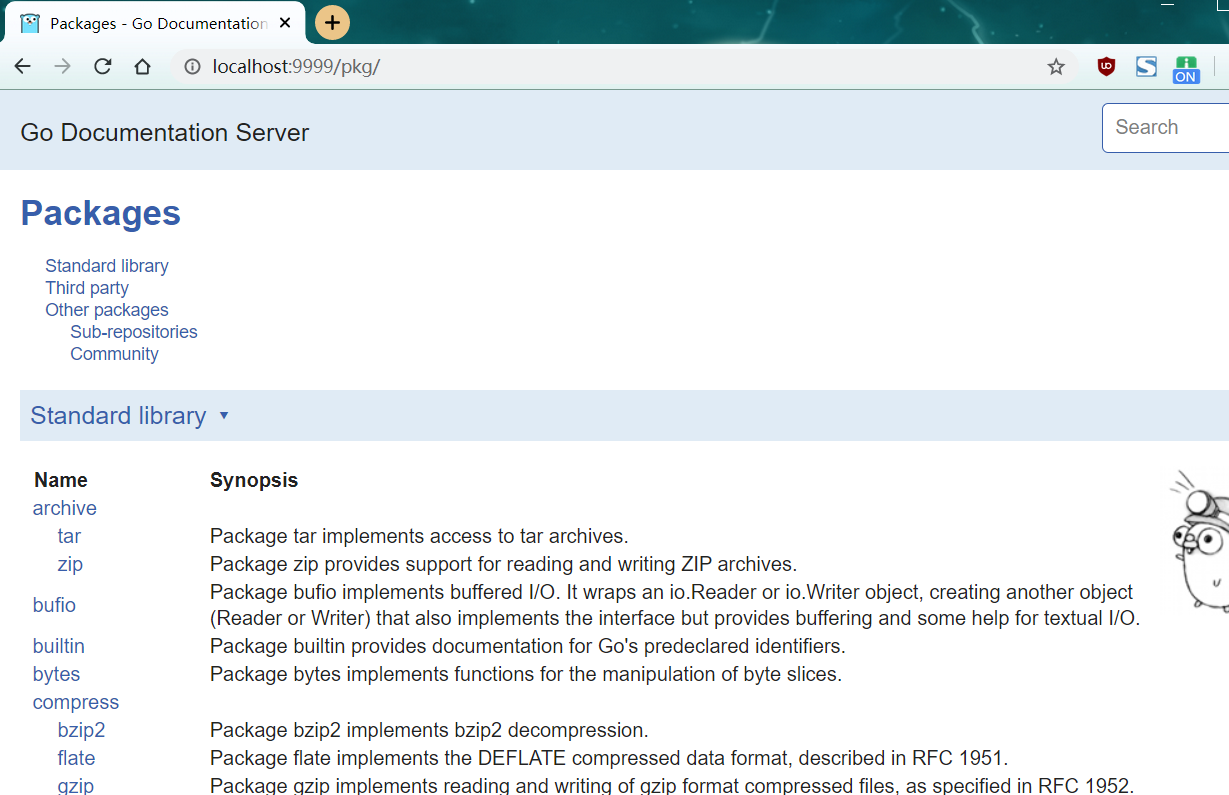 Packages - Go Documentation
localhost:9999/pkg/
ON
Go Documentation Server
Search
Packages
Standard library
Third party
Other packages
Sub-repositories
Community
Standard library ▾
Name Synopsis
archive
tar Package tar implements access to tar archives.
zip Package zip provides support for reading and writing ZIP archives.
bufio Package bufio implements buffered I/O. It wraps an io.Reader or io.Writer object, creating another object
(Reader or Writer) that also implements the interface but provides buffering and some help for textual I/O.
builtin Package builtin provides documentation for Go's predeclared identifiers.
bytes Package bytes implements functions for the manipulation of byte slices.
compress
bzip2 Package bzip2 implements bzip2 decompression.
flate Package flate implements the DEFLATE compressed data format, described in RFC 1951.
gzip Package gzip implements reading and writing of gzip format compressed files, as specified in RFC 1952.